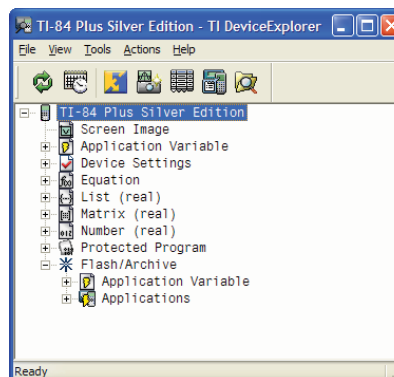 TI-84 Plus Silver Edition - TI DeviceExplorer
File View Tools Actions Help
TI-84 Plus Silver Edition
Screen Image
Application Variable
Device Settings
Equation
List (real)
Matrix (real)
Number (real)
Protected Program
Flash/Archive
Application Variable
Applications
Ready